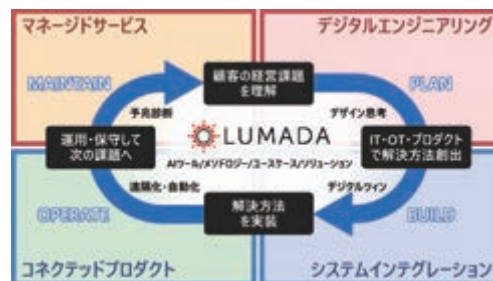 マネージドサービス
デジタルエンジニアリング
MAINTAIN
顧客の経営課題
を理解
PLAN
予兆診断
デザイン思考
運用・保守して
次の課題へ
LUMADA
IT・OT・プロダクト
で解決方法創出
AIツール/メソドロジー/ユースケース/ソリューション
遠隔化・自動化
デジタルツイン
OPERATE
解決方法
を実装
BUILD
コネクテッドプロダクト
システムインテグレーション